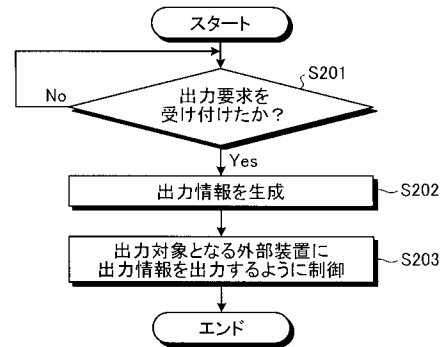 スタート
S201
出力要求を
受け付けたか？
No
Yes
出力情報を生成
S202
出力対象となる外部装置に
出力情報を出力するように制御
S203
エンド